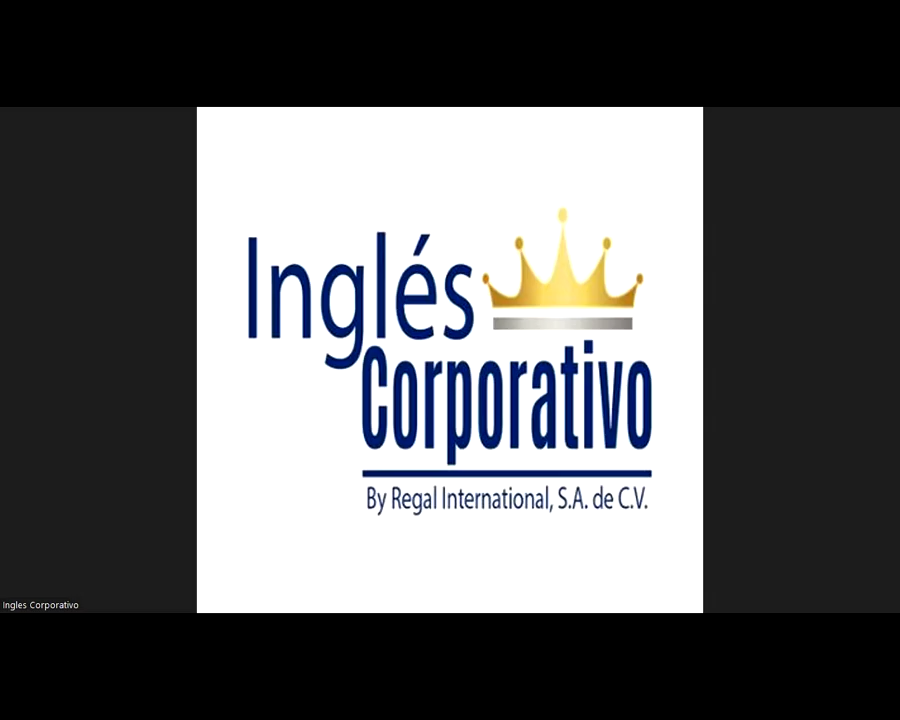 Inglés
Corporativo
By Regal International, S.A. de C.V.
Ingles Corporativo